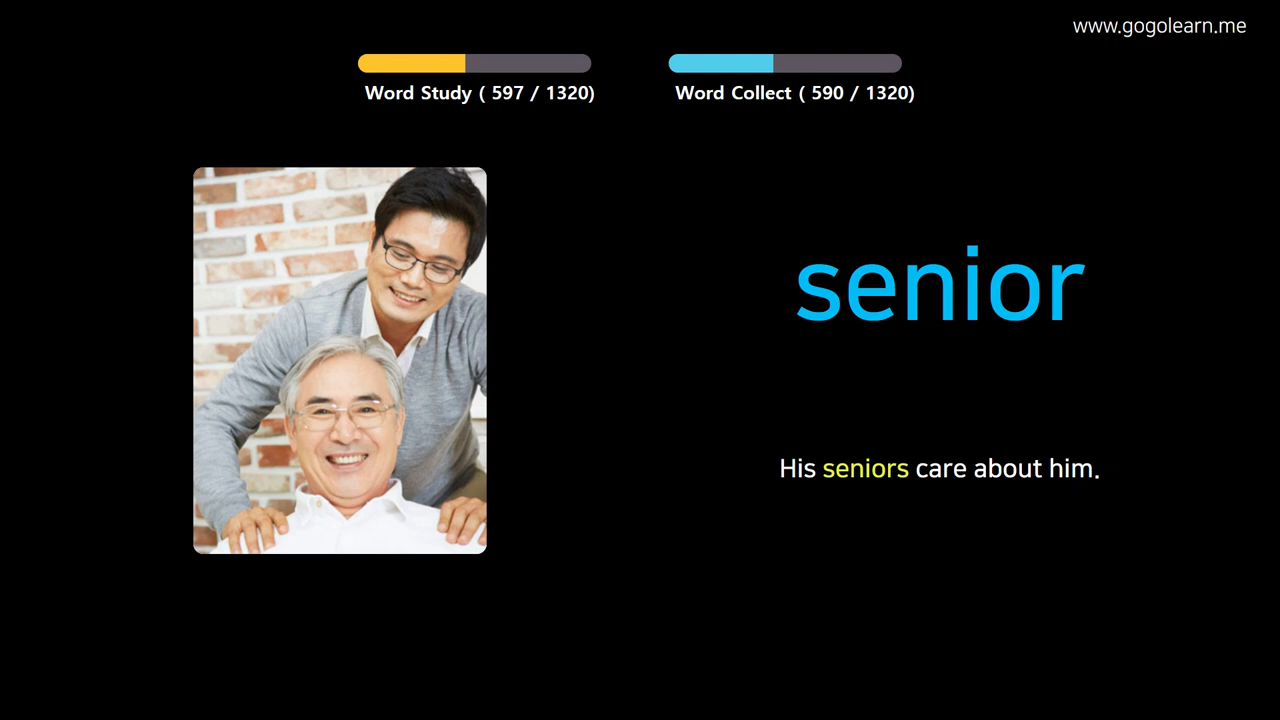 www.gogolearn.me
Word Study ( 597 / 1320)
Word Collect ( 590 / 1320)
senior
His seniors care about him.